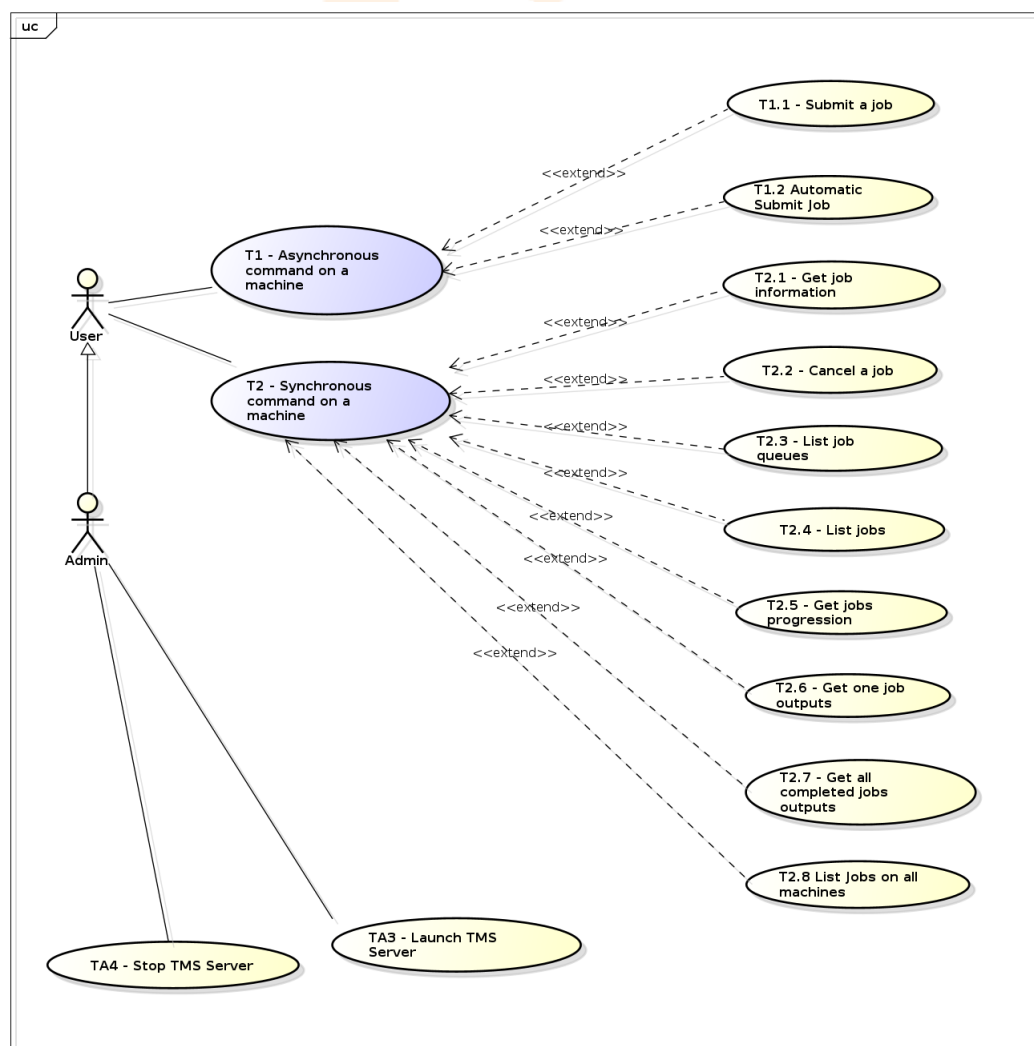 uc
T1.1 - Submit a job
<<extend>>
T1.2 Automatic
Submit Job
<<extend>>
T1 - Asynchronous
command on a
machine
T2.1 - Get job
information
<<extend>>
User
T2.2 - Cancel a job
<<extend>>
T2 - Synchronous
command on a
machine
<<extend>>
T2.3 - List job
queues
<<extend>>
T2.4 - List jobs
<<extend>>
Admin
<<extend>>
T2.5 - Get jobs
progression
<<extend>>
<<extend>>
T2.6 - Get one job
outputs
T2.7 - Get all
completed jobs
outputs
T2.8 List Jobs on all
machines
TA3 - Launch TMS
Server
TA4 - Stop TMS Server